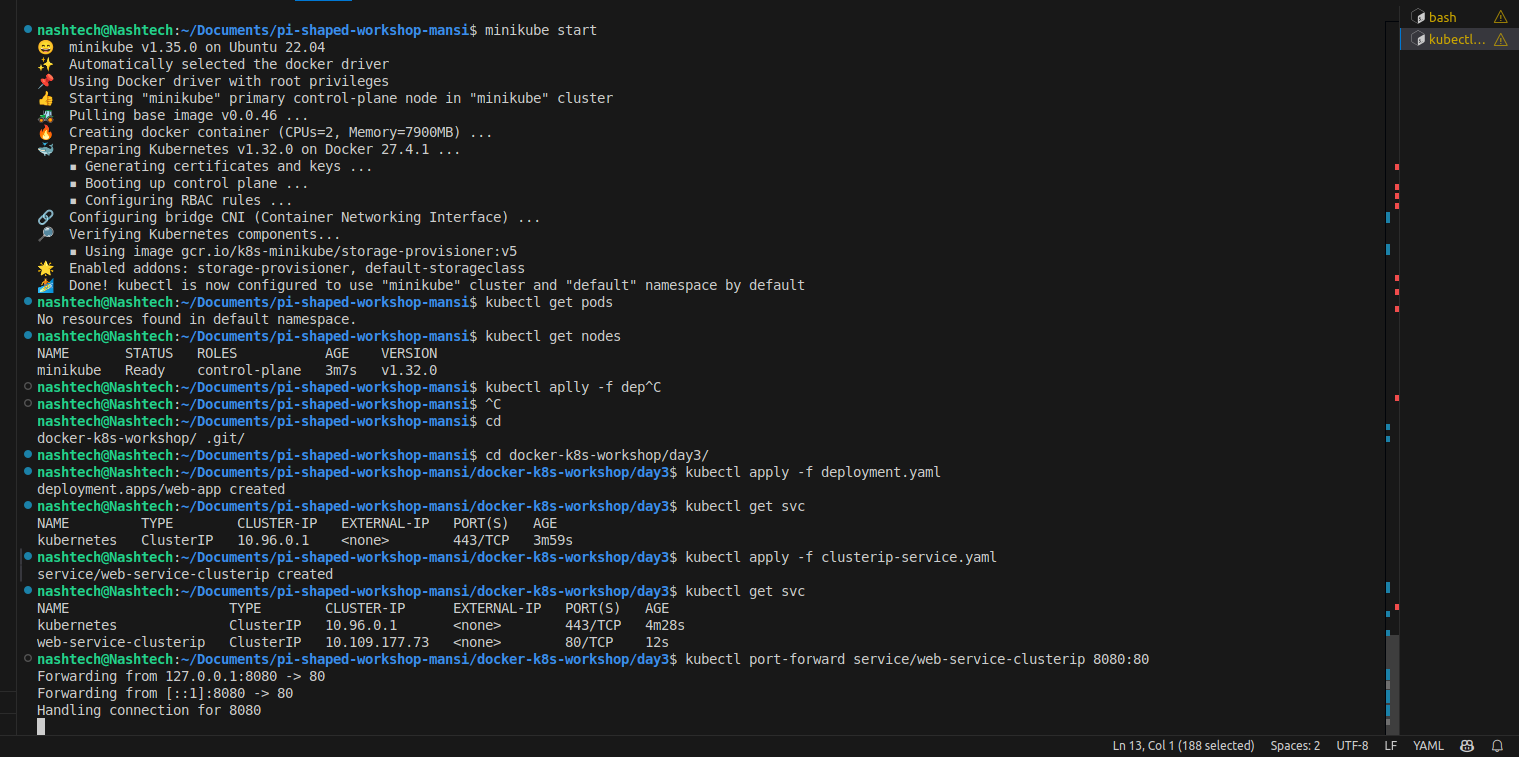 nashtech@Nashtech:~/Documents/pi-shaped-workshop-mansi$ minikube start
😄  minikube v1.35.0 on Ubuntu 22.04
✨  Automatically selected the docker driver
📌  Using Docker driver with root privileges
👍  Starting "minikube" primary control-plane node in "minikube" cluster
🚜  Pulling base image v0.0.46 ...
🔥  Creating docker container (CPUs=2, Memory=7900MB) ...
🐳  Preparing Kubernetes v1.32.0 on Docker 27.4.1 ...
    ▪ Generating certificates and keys ...
    ▪ Booting up control plane ...
    ▪ Configuring RBAC rules ...
🔗  Configuring bridge CNI (Container Networking Interface) ...
🔎  Verifying Kubernetes components...
    ▪ Using image gcr.io/k8s-minikube/storage-provisioner:v5
🌟  Enabled addons: storage-provisioner, default-storageclass
🏄  Done! kubectl is now configured to use "minikube" cluster and "default" namespace by default
nashtech@Nashtech:~/Documents/pi-shaped-workshop-mansi$ kubectl get pods
No resources found in default namespace.
nashtech@Nashtech:~/Documents/pi-shaped-workshop-mansi$ kubectl get nodes
NAME       STATUS   ROLES           AGE    VERSION
minikube   Ready    control-plane   3m7s   v1.32.0
nashtech@Nashtech:~/Documents/pi-shaped-workshop-mansi$ kubectl aplly -f dep^C
nashtech@Nashtech:~/Documents/pi-shaped-workshop-mansi$ ^C
nashtech@Nashtech:~/Documents/pi-shaped-workshop-mansi$ cd
docker-k8s-workshop/ .git/
nashtech@Nashtech:~/Documents/pi-shaped-workshop-mansi$ cd docker-k8s-workshop/day3/
nashtech@Nashtech:~/Documents/pi-shaped-workshop-mansi/docker-k8s-workshop/day3$ kubectl apply -f deployment.yaml
deployment.apps/web-app created
nashtech@Nashtech:~/Documents/pi-shaped-workshop-mansi/docker-k8s-workshop/day3$ kubectl get svc
NAME         TYPE        CLUSTER-IP   EXTERNAL-IP   PORT(S)   AGE
kubernetes   ClusterIP   10.96.0.1    <none>        443/TCP   3m59s
nashtech@Nashtech:~/Documents/pi-shaped-workshop-mansi/docker-k8s-workshop/day3$ kubectl apply -f clusterip-service.yaml
service/web-service-clusterip created
nashtech@Nashtech:~/Documents/pi-shaped-workshop-mansi/docker-k8s-workshop/day3$ kubectl get svc
NAME                    TYPE        CLUSTER-IP      EXTERNAL-IP   PORT(S)   AGE
kubernetes              ClusterIP   10.96.0.1       <none>        443/TCP   4m28s
web-service-clusterip   ClusterIP   10.109.177.73   <none>        80/TCP    12s
nashtech@Nashtech:~/Documents/pi-shaped-workshop-mansi/docker-k8s-workshop/day3$ kubectl port-forward service/web-service-clusterip 8080:80
Forwarding from 127.0.0.1:8080 -> 80
Forwarding from [::1]:8080 -> 80
Handling connection for 8080
bash
kubectl...
Ln 13, Col 1 (188 selected)   Spaces: 2   UTF-8   LF   YAML